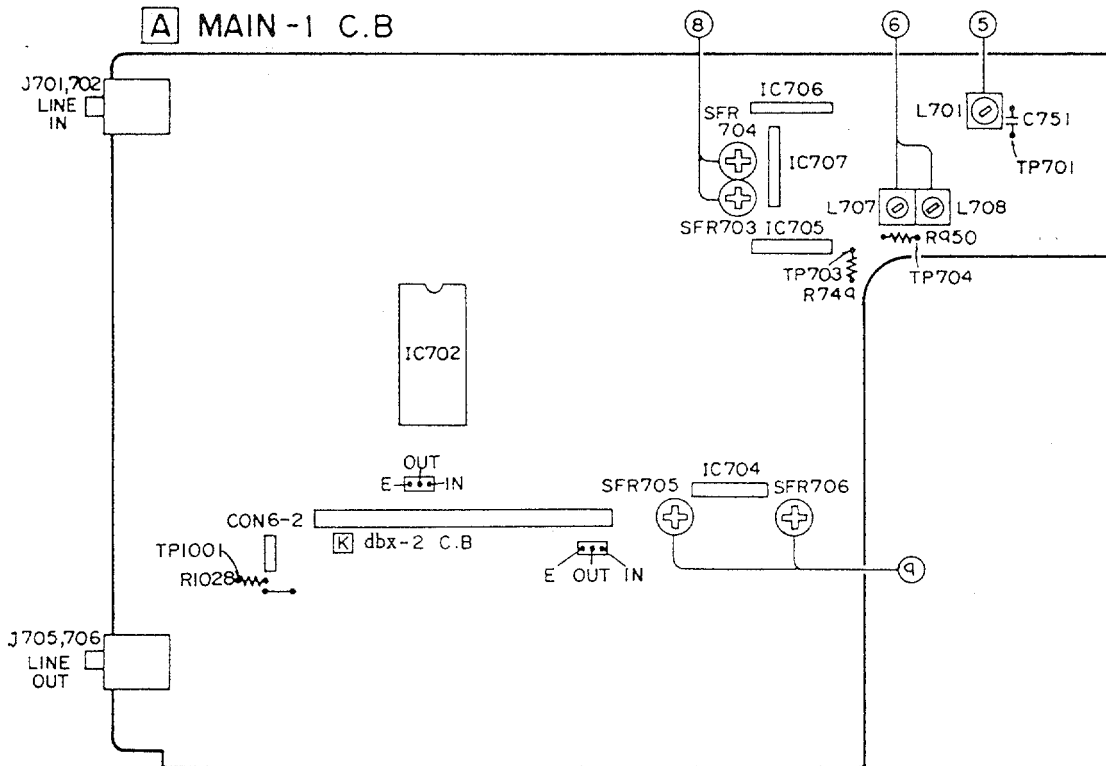 A MAIN-1 C.B
8
6
5
J701,702
LINE
IN
IC706
SFR
704
IC707
L701
C751
TP701
SFR703
IC705
L707
L708
R950
TP703
R749
TP704
IC702
OUT
E
IN
IC704
SFR705
SFR706
CON6-2
K dbx-2 C.B
TP1001
R1028
E OUT IN
9
J705,706
LINE
OUT